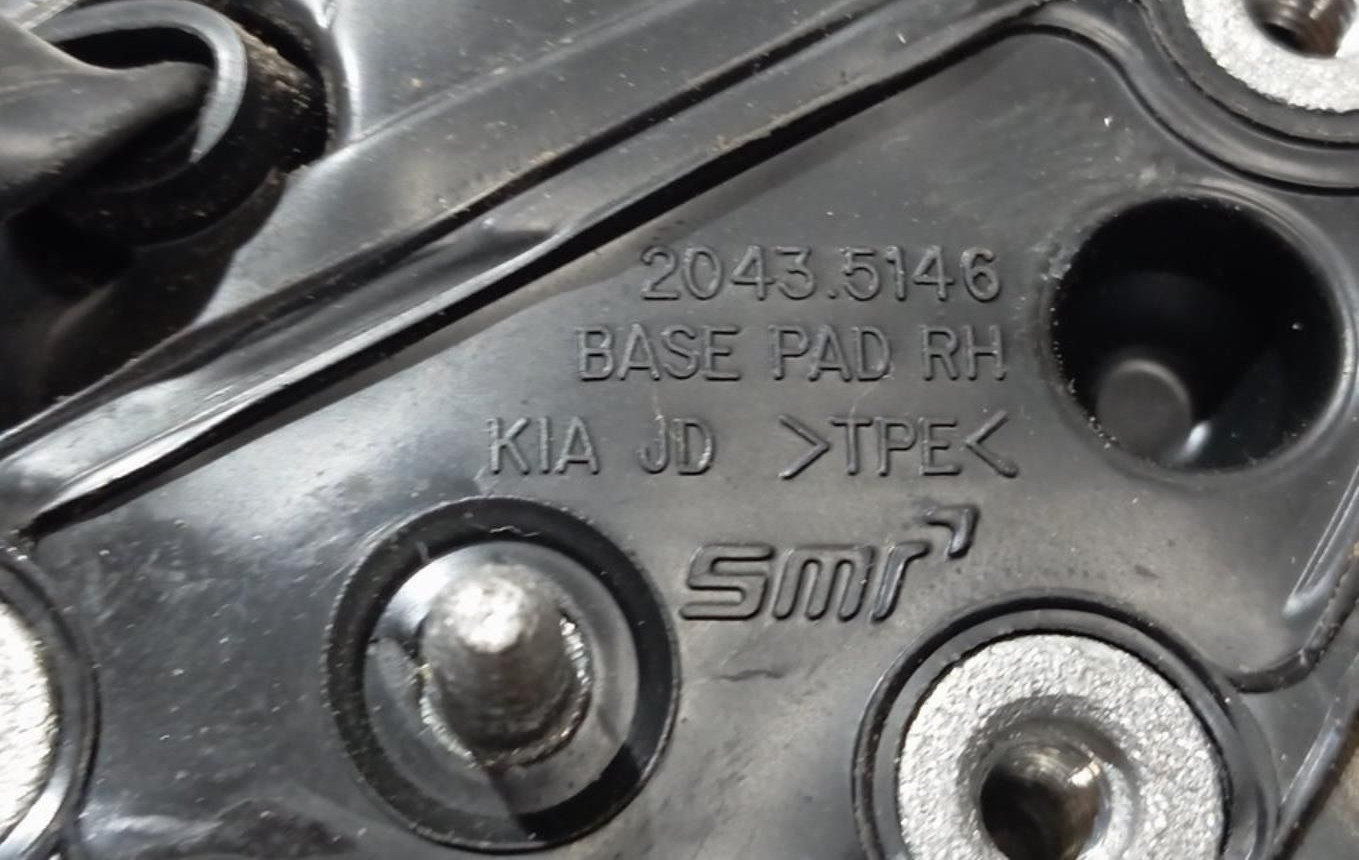 2043.5146
BASE PAD RH
KIA JD >TPE<
smr